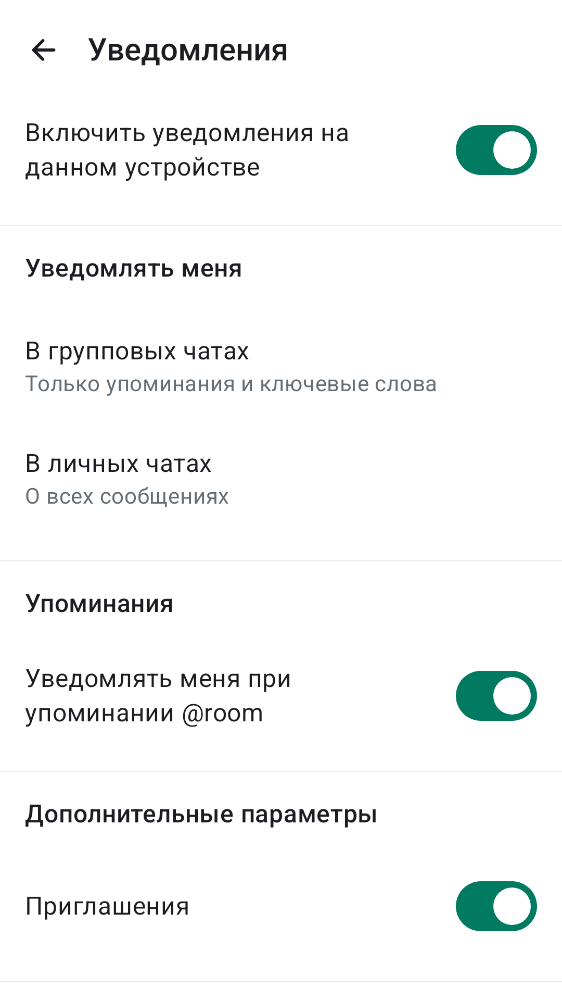 Уведомления
Включить уведомления на
данном устройстве
Уведомлять меня
В групповых чатах
Только упоминания и ключевые слова
В личных чатах
О всех сообщениях
Упоминания
Уведомлять меня при
упоминании @room
Дополнительные параметры
Приглашения